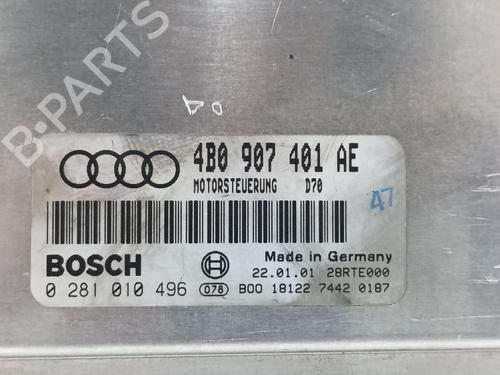 B-PARTS
4B0 907 401 AE
MOTORSTEUERUNG D70
47
BOSCH
Made in Germany
22.01.01 28RTE000
0 281 010 496
078
B00 18122 7442 0187